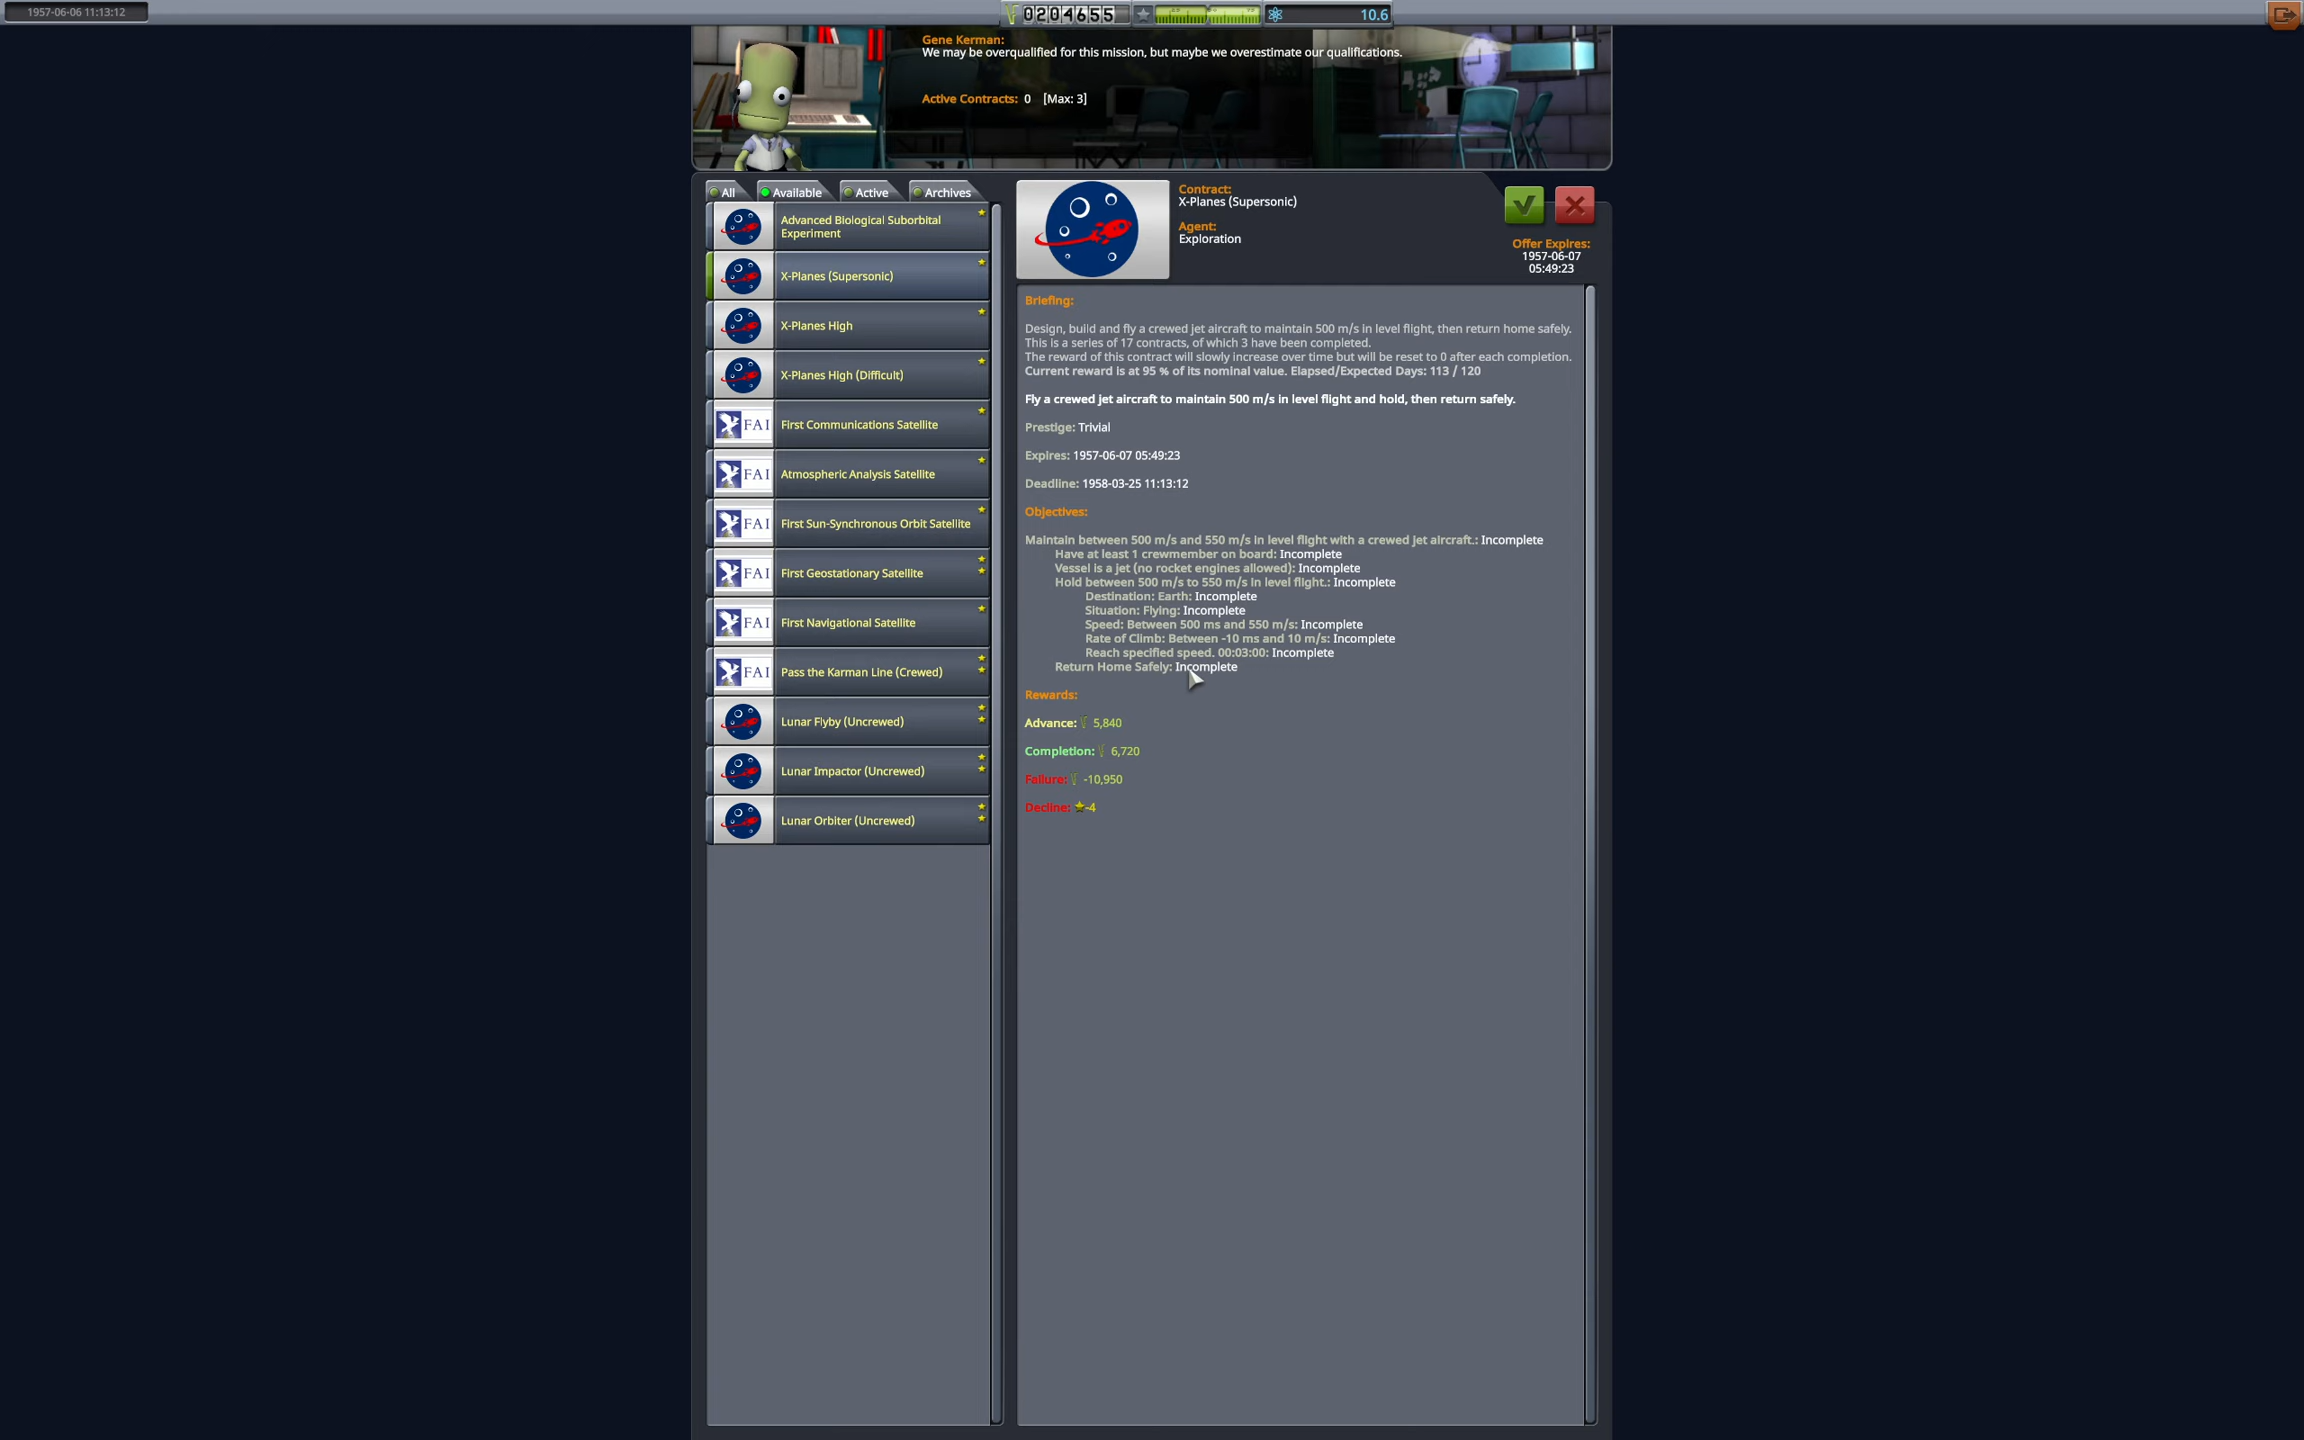 1957-06-06 11:13:12
0204655
10.6
Gene Kerman:
We may be overqualified for this mission, but maybe we overestimate our qualifications.
Active Contracts: 0 [Max: 3]
All
Available
Active
Archives
Advanced Biological Suborbital
Experiment
X-Planes (Supersonic)
X-Planes High
X-Planes High (Difficult)
FAI First Communications Satellite
FAI Atmospheric Analysis Satellite
FAI First Sun-Synchronous Orbit Satellite
FAI First Geostationary Satellite
FAI First Navigational Satellite
FAI Pass the Karman Line (Crewed)
Lunar Flyby (Uncrewed)
Lunar Impactor (Uncrewed)
Lunar Orbiter (Uncrewed)
Contract:
X-Planes (Supersonic)
Agent:
Exploration
Offer Expires:
1957-06-07
05:49:23
Briefing:
Design, build and fly a crewed jet aircraft to maintain 500 m/s in level flight, then return home safely.
This is a series of 17 contracts, of which 3 have been completed.
The reward of this contract will slowly increase over time but will be reset to 0 after each completion.
Current reward is at 95 % of its nominal value. Elapsed/Expected Days: 113 / 120
Fly a crewed jet aircraft to maintain 500 m/s in level flight and hold, then return safely.
Prestige: Trivial
Expires: 1957-06-07 05:49:23
Deadline: 1958-03-25 11:13:12
Objectives:
Maintain between 500 m/s and 550 m/s in level flight with a crewed jet aircraft.: Incomplete
Have at least 1 crewmember on board: Incomplete
Vessel is a jet (no rocket engines allowed): Incomplete
Hold between 500 m/s to 550 m/s in level flight.: Incomplete
Destination: Earth: Incomplete
Situation: Flying: Incomplete
Speed: Between 500 ms and 550 m/s: Incomplete
Rate of Climb: Between -10 ms and 10 m/s: Incomplete
Reach specified speed. 00:03:00: Incomplete
Return Home Safely: Incomplete
Rewards:
Advance: 5,840
Completion: 6,720
Failure: -10,950
Decline: -4